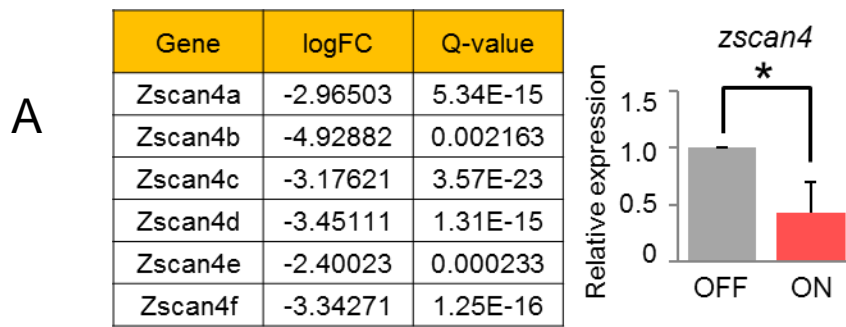 A
Gene logFC Q-value
Zscan4a -2.96503 5.34E-15
Zscan4b -4.92882 0.002163
Zscan4c -3.17621 3.57E-23
Zscan4d -3.45111 1.31E-15
Zscan4e -2.40023 0.000233
Zscan4f -3.34271 1.25E-16
zscan4
*
Relative expression
1.5
1.0
0.5
0
OFF ON